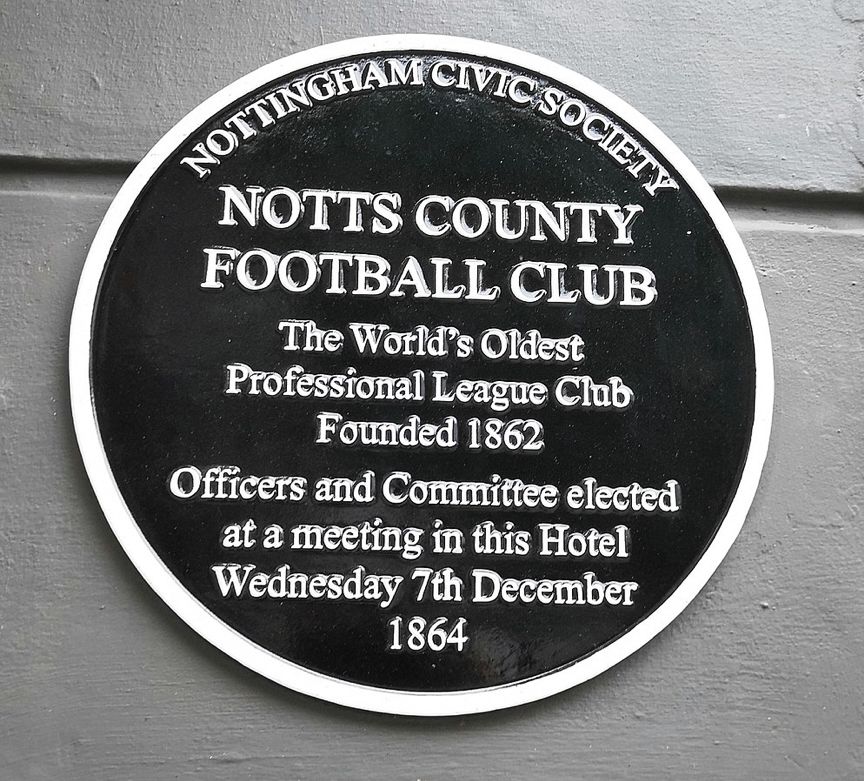 NOTTINGHAM CIVIC SOCIETY
NOTTS COUNTY
FOOTBALL CLUB
The World's Oldest
Professional League Club
Founded 1862
Officers and Committee elected
at a meeting in this Hotel
Wednesday 7th December
1864